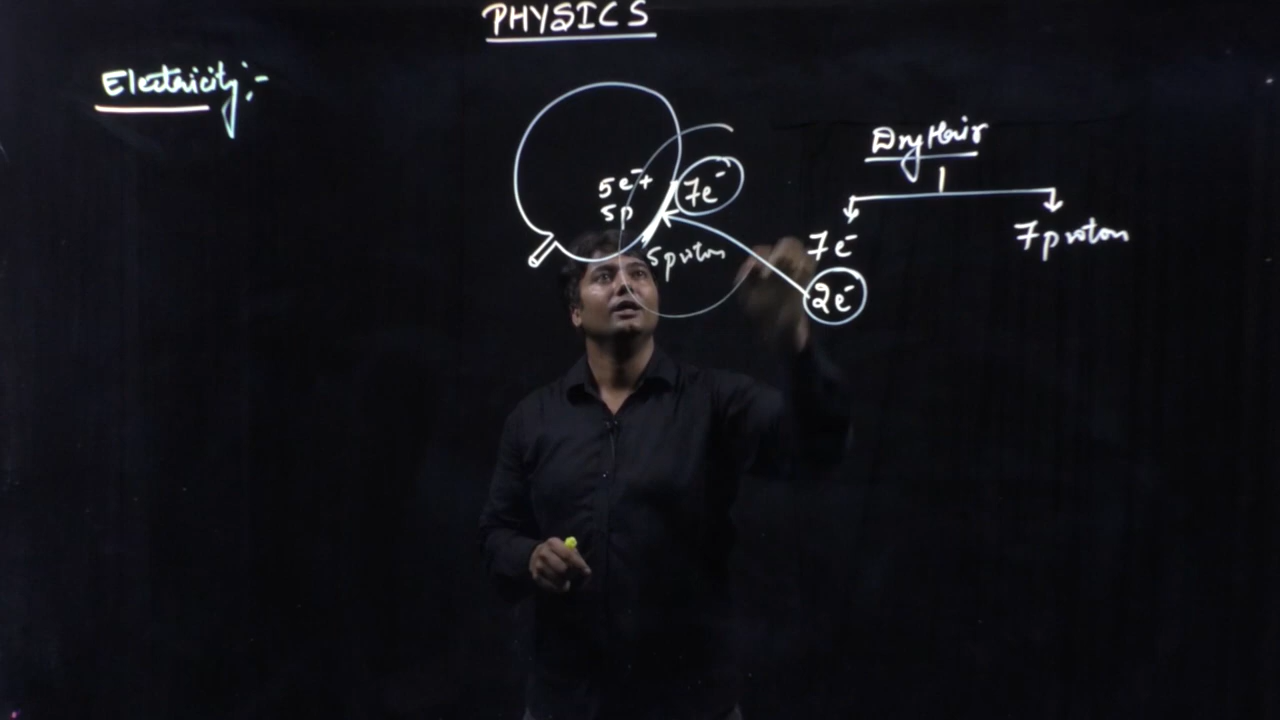 PHYSICS
Electricity:-
5e⁻+
5p
7e⁻
5proton
Dry Hair
7e⁻
7proton
2e⁻